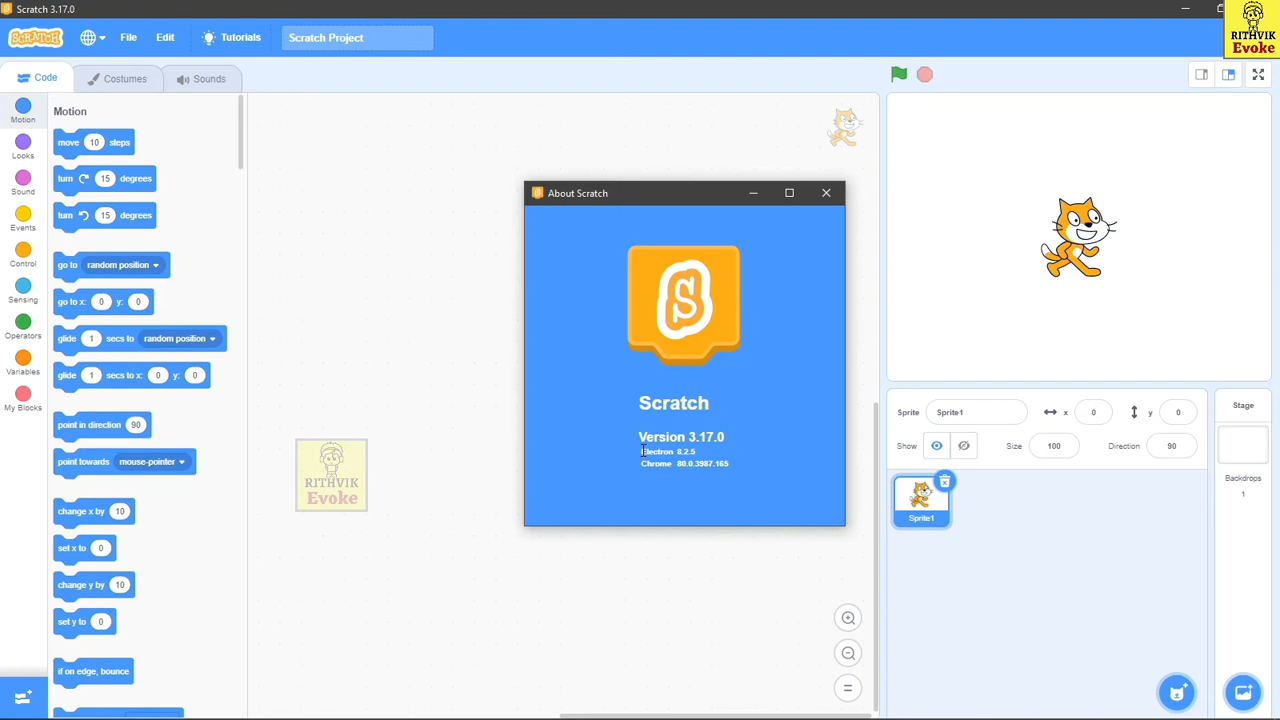 Scratch 3.17.0
RITHVIK
Evoke
SCRATCH
File
Edit
Tutorials
Scratch Project
Code
Costumes
Sounds
Motion
Looks
Sound
Events
Control
Sensing
Operators
Variables
My Blocks
Motion
move 10 steps
turn 15 degrees
turn 15 degrees
go to random position
go to x: 0 y: 0
glide 1 secs to random position
glide 1 secs to x: 0 y: 0
point in direction 90
point towards mouse-pointer
change x by 10
set x to 0
change y by 10
set y to 0
if on edge, bounce
RITHVIK
Evoke
About Scratch
S
Scratch
Version 3.17.0
Electron 8.2.5
Chrome 80.0.3987.165
Sprite Sprite1 x 0 y 0
Show Size 100 Direction 90
Sprite1
Stage
Backdrops
1